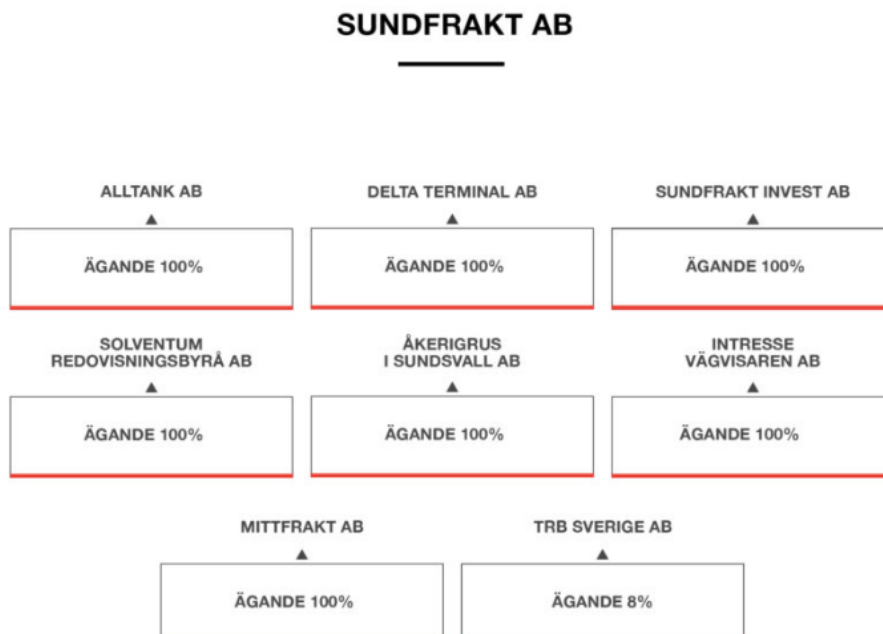 SUNDFRAKT AB
ALLTANK AB
DELTA TERMINAL AB
SUNDFRAKT INVEST AB
ÄGANDE 100%
ÄGANDE 100%
ÄGANDE 100%
SOLVENTUM
REDOVISNINGSBYRÅ AB
ÅKERIGRUS
I SUNDSVALL AB
INTRESSE
VÄGVISAREN AB
ÄGANDE 100%
ÄGANDE 100%
ÄGANDE 100%
MITTFRAKT AB
TRB SVERIGE AB
ÄGANDE 100%
ÄGANDE 8%